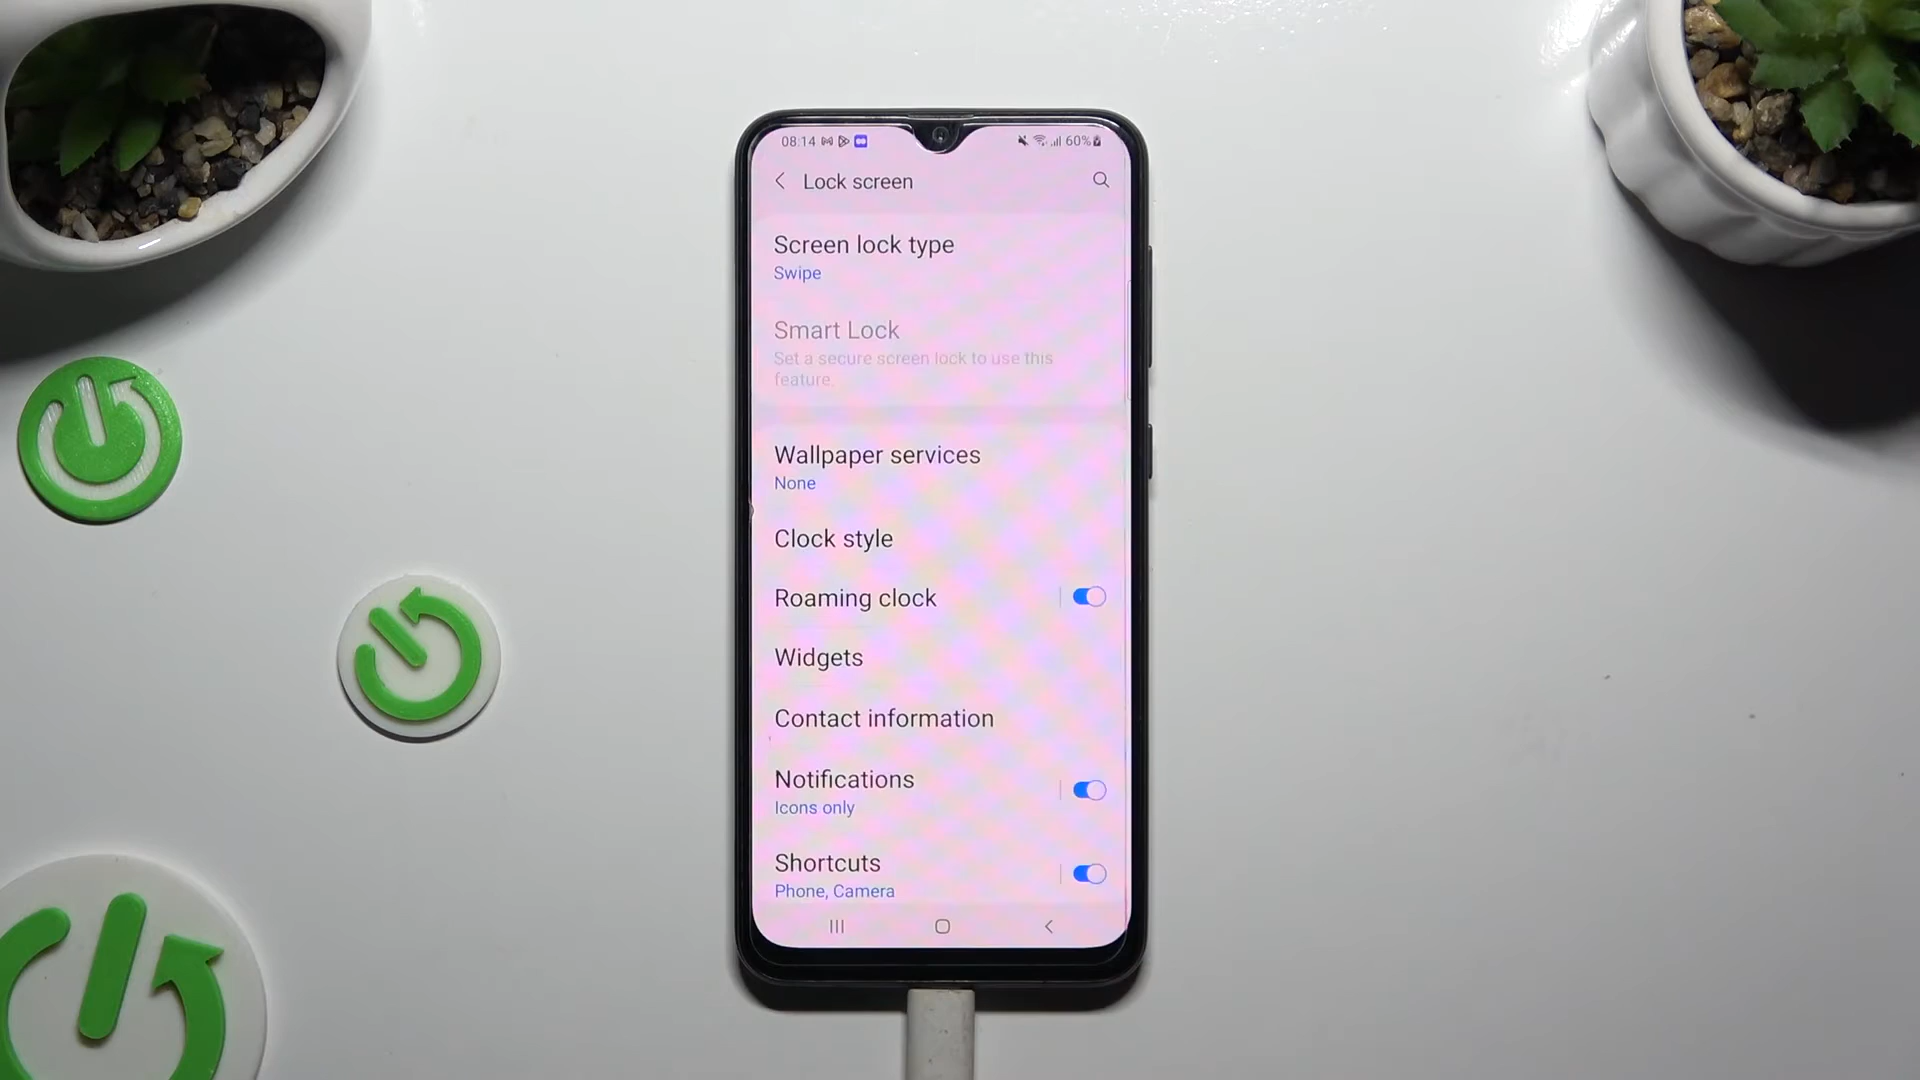 08:14
60%
Lock screen
Screen lock type
Swipe
Smart Lock
Set a secure screen lock to use this
feature.
Wallpaper services
None
Clock style
Roaming clock
Widgets
Contact information
Notifications
Icons only
Shortcuts
Phone, Camera